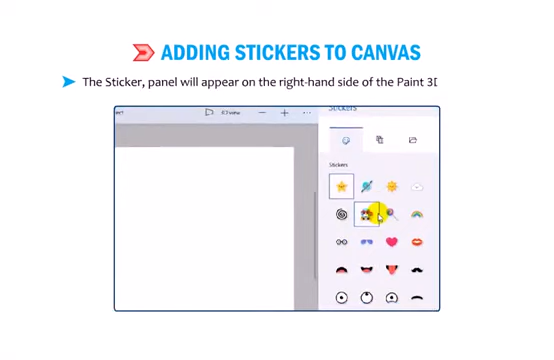 ADDING STICKERS TO CANVAS
The Sticker, panel will appear on the right-hand side of the Paint 3D
Stickers
view
Stickers